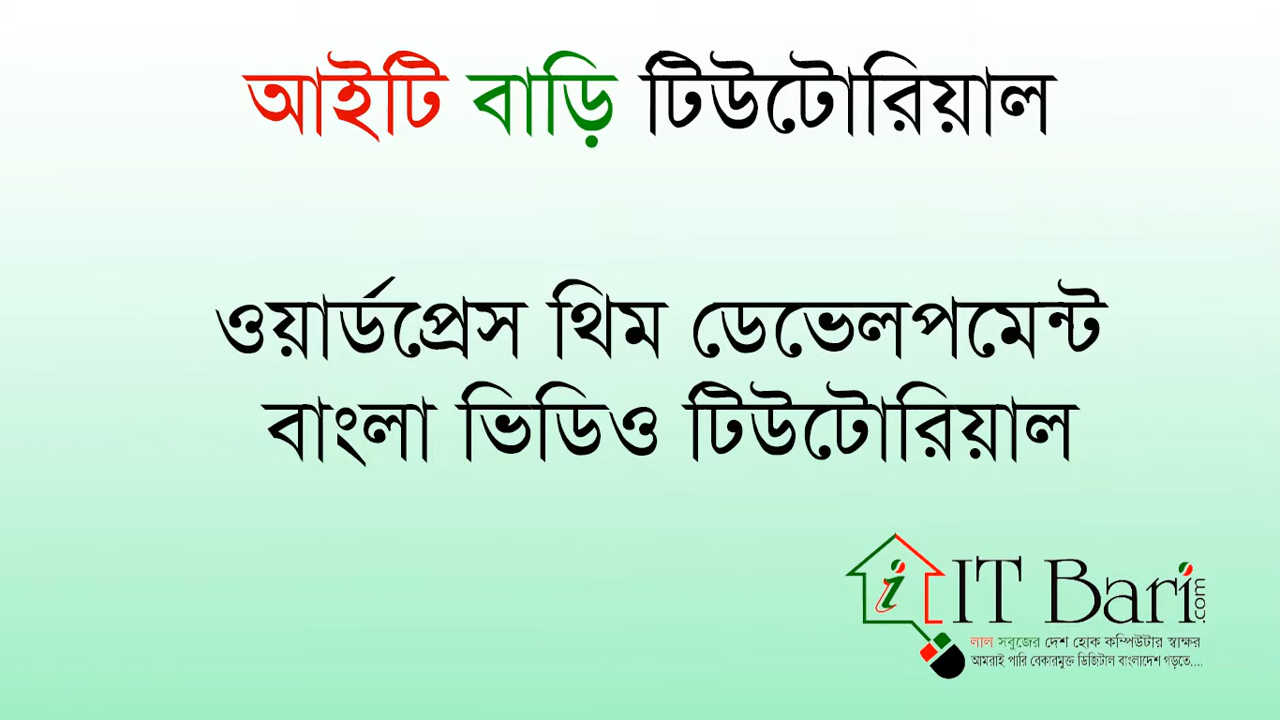 আইটি বাড়ি টিউটোরিয়াল
ওয়ার্ডপ্রেস থিম ডেভেলপমেন্ট
বাংলা ভিডিও টিউটোরিয়াল
i IT Bari.com
লাল সবুজের দেশ হোক কম্পিউটার স্বাক্ষর
আমরাই পারি বেকারমুক্ত ডিজিটাল বাংলাদেশ গড়তে....